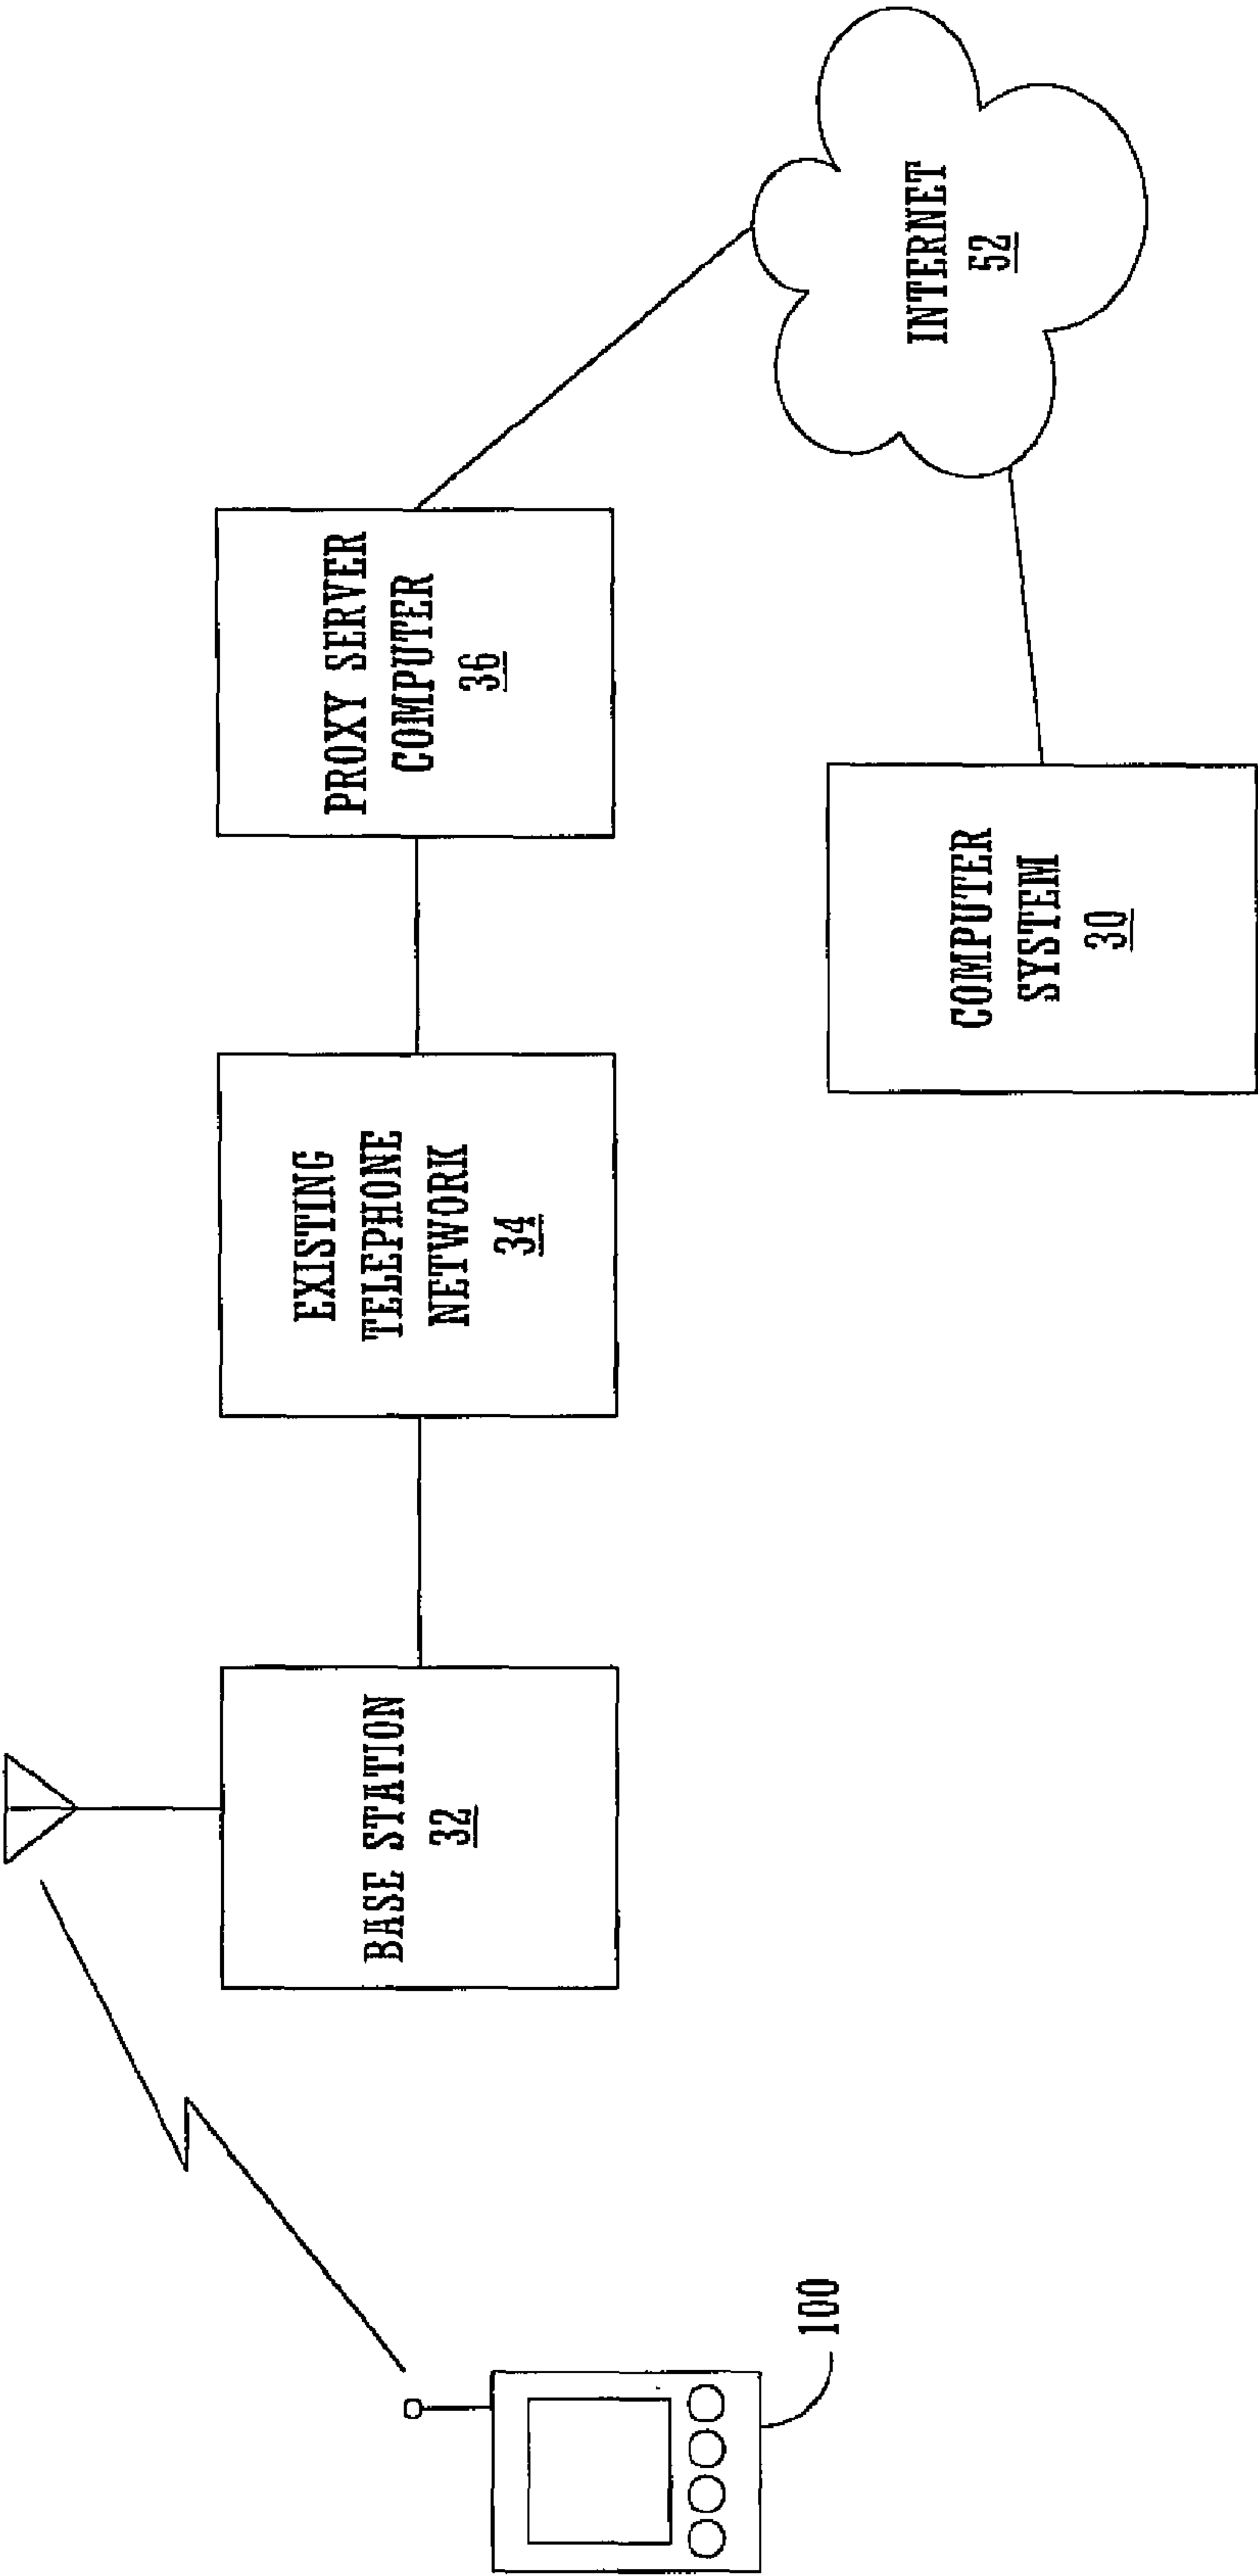 BASE STATION
32
EXISTING
TELEPHONE
NETWORK
34
PROXY SERVER
COMPUTER
36
INTERNET
52
COMPUTER
SYSTEM
30
100